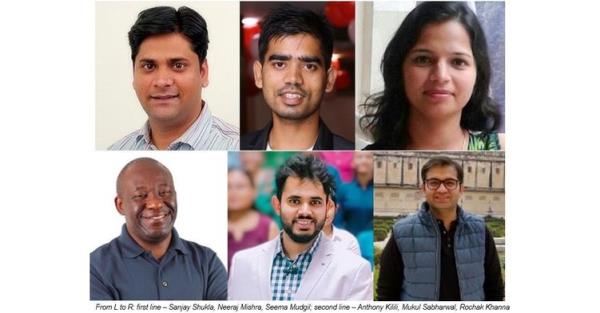 From L to R: first line – Sanjay Shukla, Neeraj Mishra, Seema Mudgil; second line – Anthony Kilili, Mukul Sabharwal, Rochak Khanna